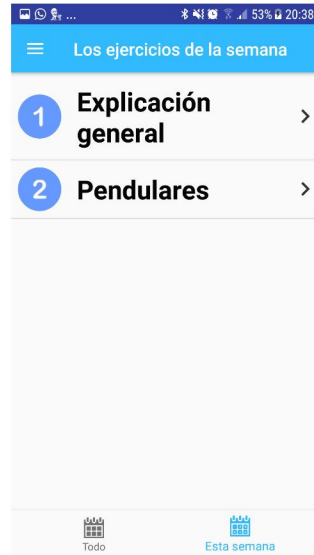 ... 53% 20:38
Los ejercicios de la semana
1 Explicación
general
2 Pendulares
Todo
Esta semana